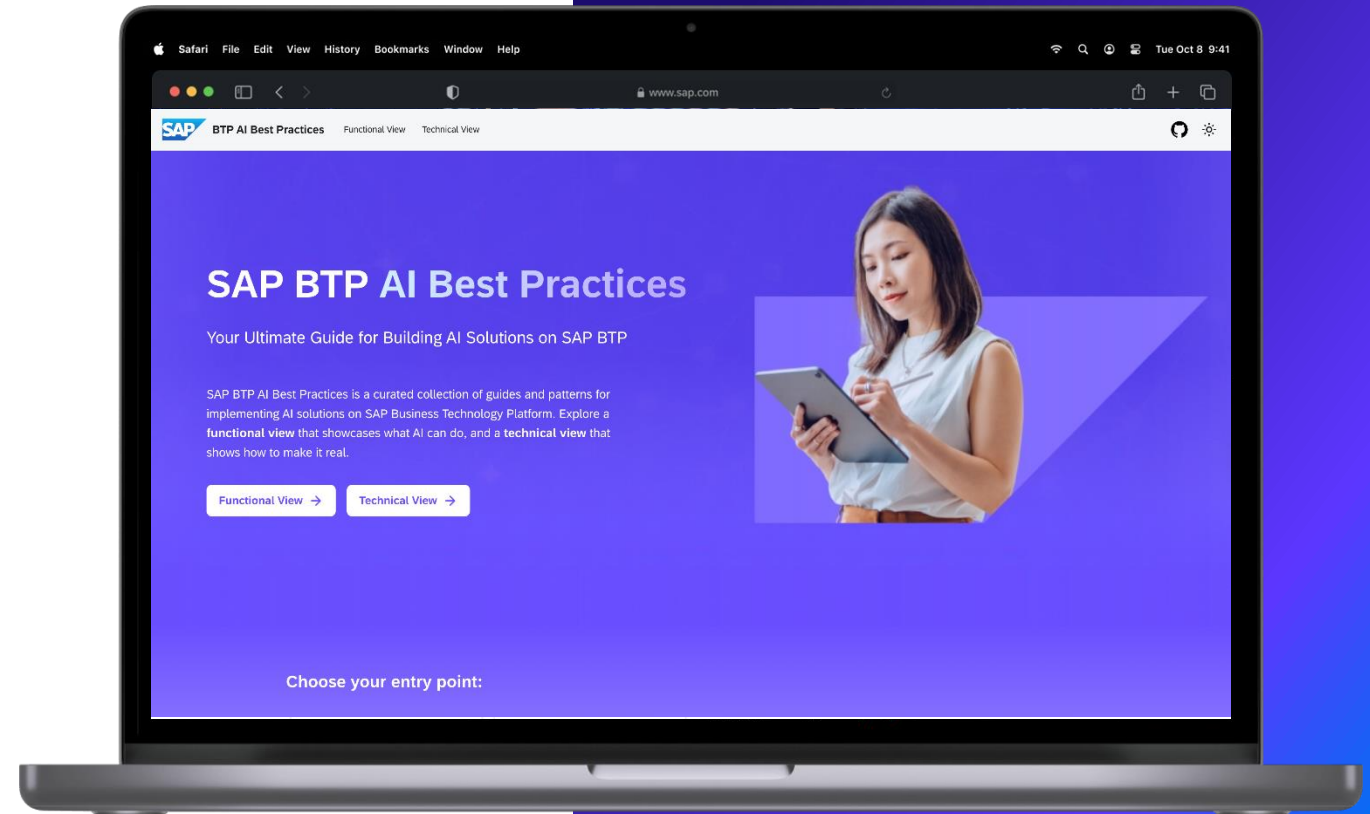 Safari File Edit View History Bookmarks Window Help
Tue Oct 8 9:41
www.sap.com
SAP BTP AI Best Practices Functional View Technical View
SAP BTP AI Best Practices
Your Ultimate Guide for Building AI Solutions on SAP BTP
SAP BTP AI Best Practices is a curated collection of guides and patterns for
implementing AI solutions on SAP Business Technology Platform. Explore a
functional view that showcases what AI can do, and a technical view that
shows how to make it real.
Functional View → Technical View →
Choose your entry point: